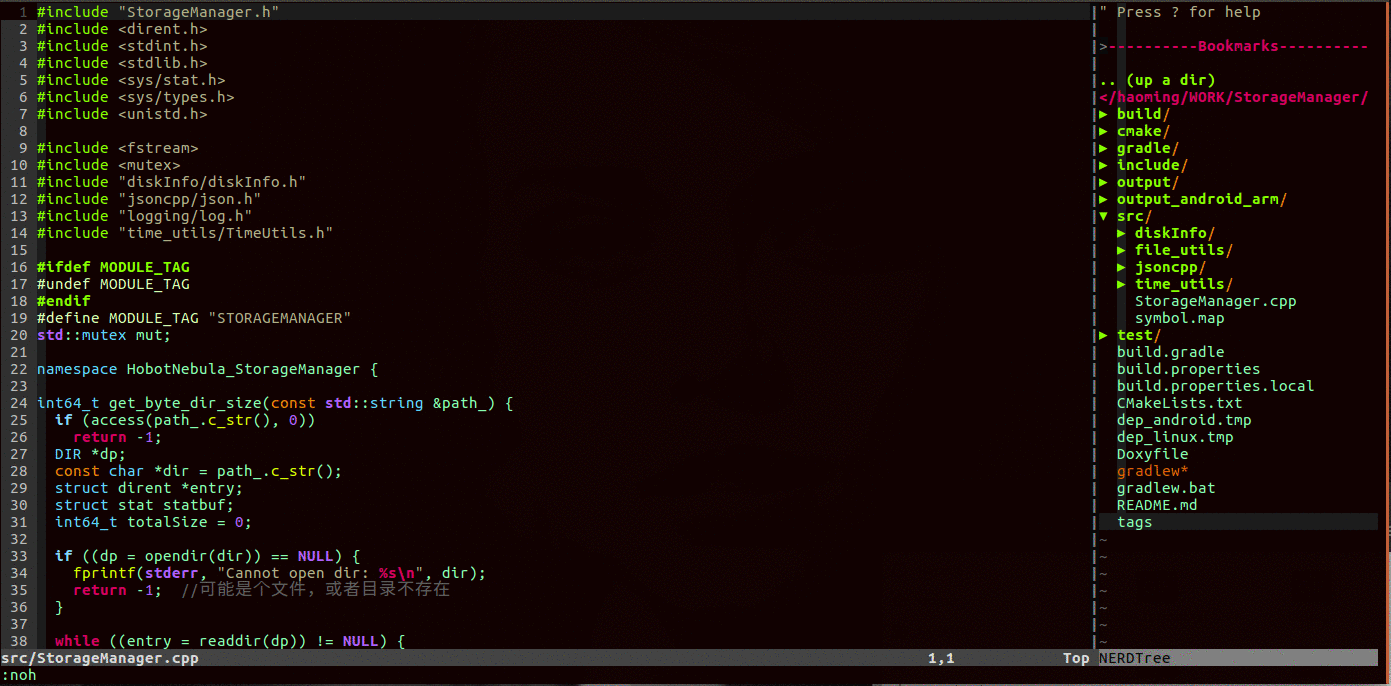 1 #include "StorageManager.h"
2 #include <dirent.h>
3 #include <stdint.h>
4 #include <stdlib.h>
5 #include <sys/stat.h>
6 #include <sys/types.h>
7 #include <unistd.h>
8
9 #include <fstream>
10 #include <mutex>
11 #include "diskInfo/diskInfo.h"
12 #include "jsoncpp/json.h"
13 #include "logging/log.h"
14 #include "time_utils/TimeUtils.h"
15
16 #ifdef MODULE_TAG
17 #undef MODULE_TAG
18 #endif
19 #define MODULE_TAG "STORAGEMANAGER"
20 std::mutex mut;
21
22 namespace HobotNebula_StorageManager {
23
24 int64_t get_byte_dir_size(const std::string &path_) {
25   if (access(path_.c_str(), 0))
26     return -1;
27   DIR *dp;
28   const char *dir = path_.c_str();
29   struct dirent *entry;
30   struct stat statbuf;
31   int64_t totalSize = 0;
32
33   if ((dp = opendir(dir)) == NULL) {
34     fprintf(stderr, "Cannot open dir: %s\n", dir);
35     return -1;  //可能是个文件，或者目录不存在
36   }
37
38   while ((entry = readdir(dp)) != NULL) {
src/StorageManager.cpp 1,1 Top
:noh
" Press ? for help
>----------Bookmarks----------
.. (up a dir)
</haoming/WORK/StorageManager/
▶ build/
▶ cmake/
▶ gradle/
▶ include/
▶ output/
▶ output_android_arm/
▼ src/
  ▶ diskInfo/
  ▶ file_utils/
  ▶ jsoncpp/
  ▶ time_utils/
    StorageManager.cpp
    symbol.map
▶ test/
  build.gradle
  build.properties
  build.properties.local
  CMakeLists.txt
  dep_android.tmp
  dep_linux.tmp
  Doxyfile
  gradlew*
  gradlew.bat
  README.md
  tags
~
~
~
~
~
~
~
NERDTree